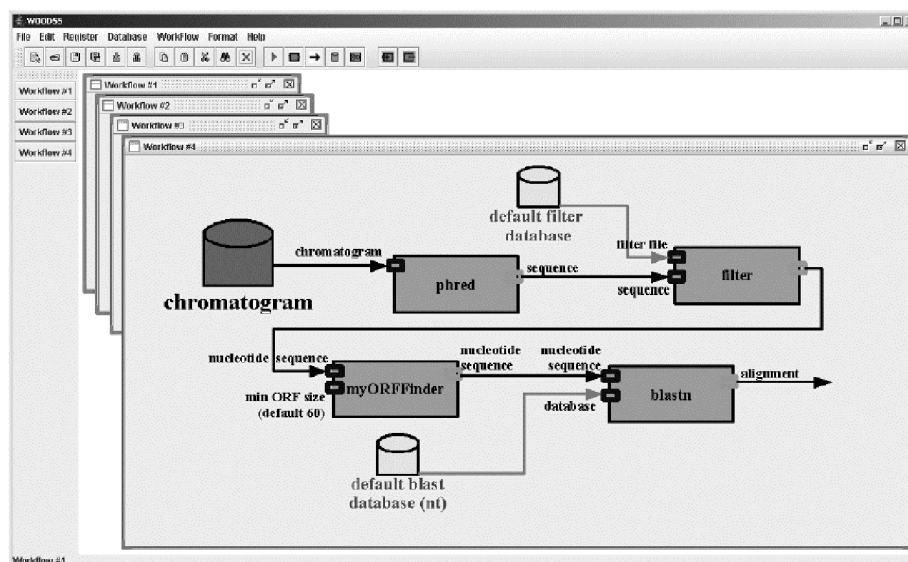 WOODSS
File Edit Register Database Workflow Format Help
Workflow #1
Workflow #2
Workflow #3
Workflow #4
Workflow #1
Workflow #2
Workflow #3
Workflow #4
default filter
database
chromatogram
chromatogram
phred
sequence
filter file
sequence
filter
nucleotide sequence
min ORF size
(default 60)
myORFFinder
nucleotide
sequence
nucleotide
sequence
database
blastn
alignment
default blast
database (nt)
Workflow #1